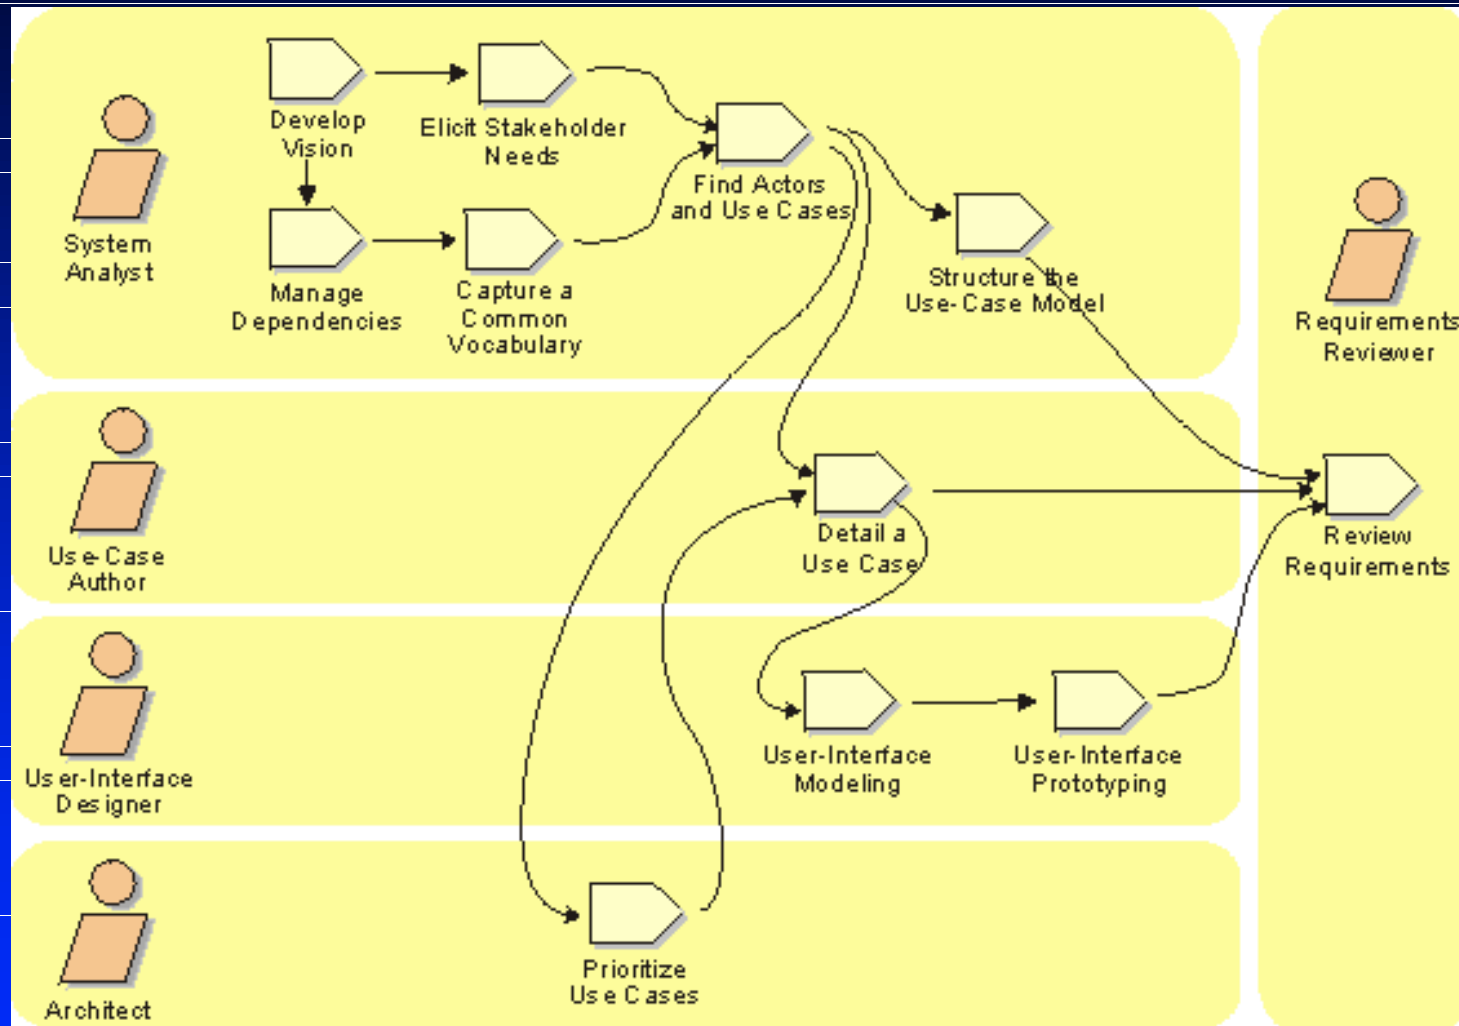 Develop
Vision
Elicit Stakeholder
Needs
Find Actors
and Use Cases
System
Analyst
Manage
Dependencies
Capture a
Common
Vocabulary
Structure the
Use-Case Model
Requirements
Reviewer
Use-Case
Author
Detail a
Use Case
Review
Requirements
User-Interface
Designer
User-Interface
Modeling
User-Interface
Prototyping
Architect
Prioritize
Use Cases